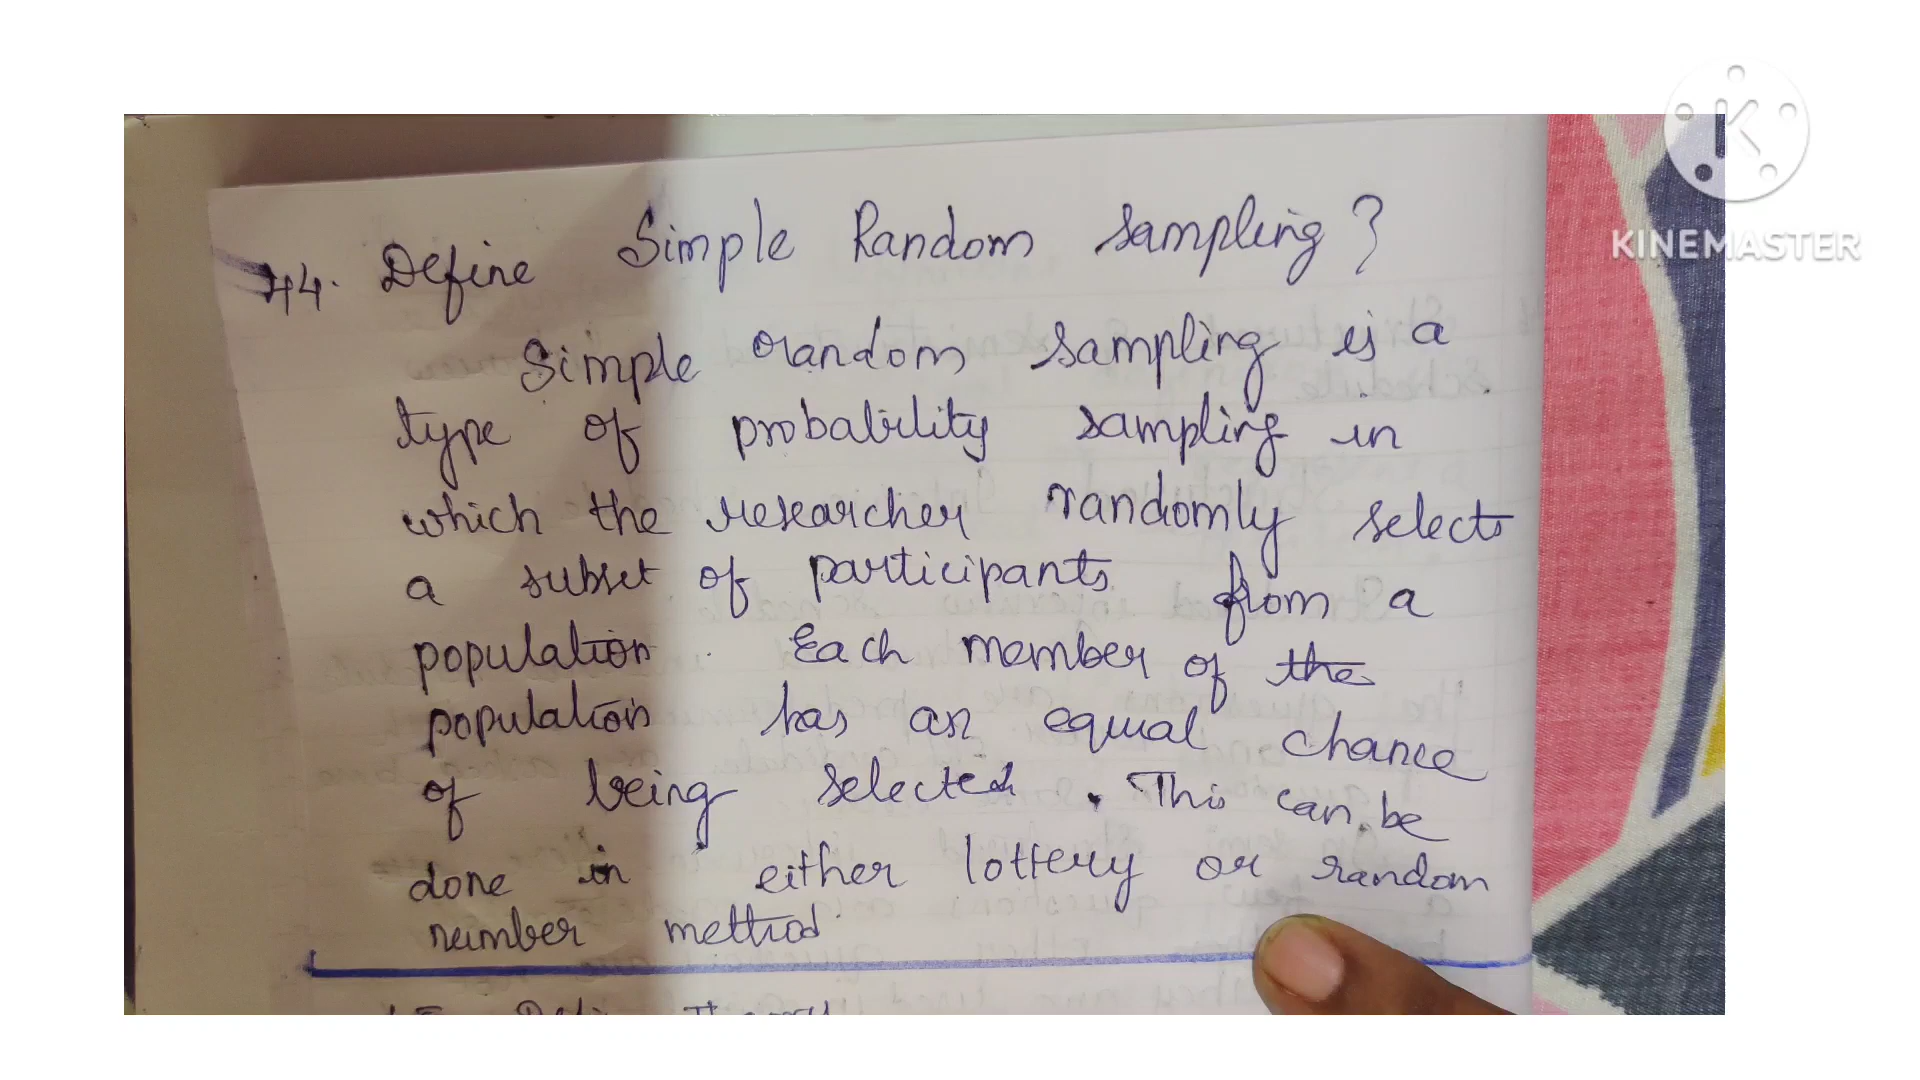 44. Define Simple Random Sampling?
Simple random sampling is a
type of probability sampling in
which the researcher randomly selects
a subset of participants from a
population. Each member of the
population has an equal chance
of being selected. This can be
done in either lottery or random
number method.
KINEMASTER